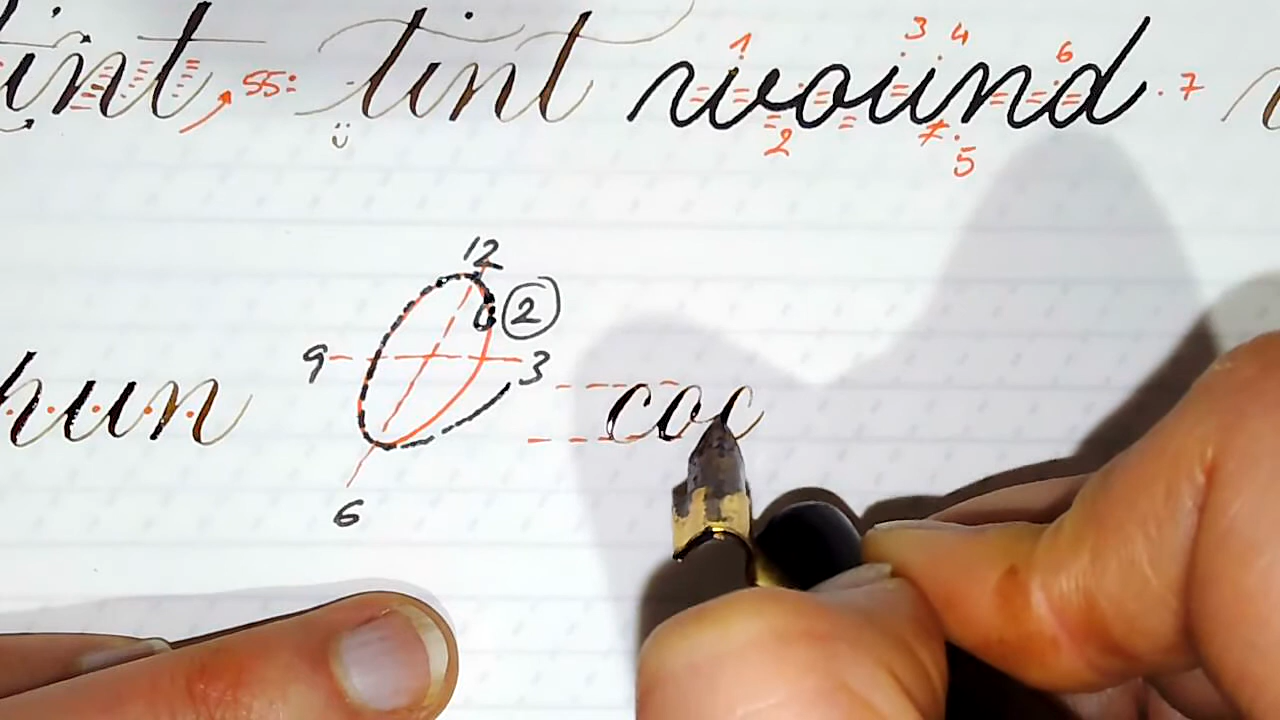 tint 55: tint wound 1 2 3 4 5 6 7
hun 12 2 3 6 9 coc